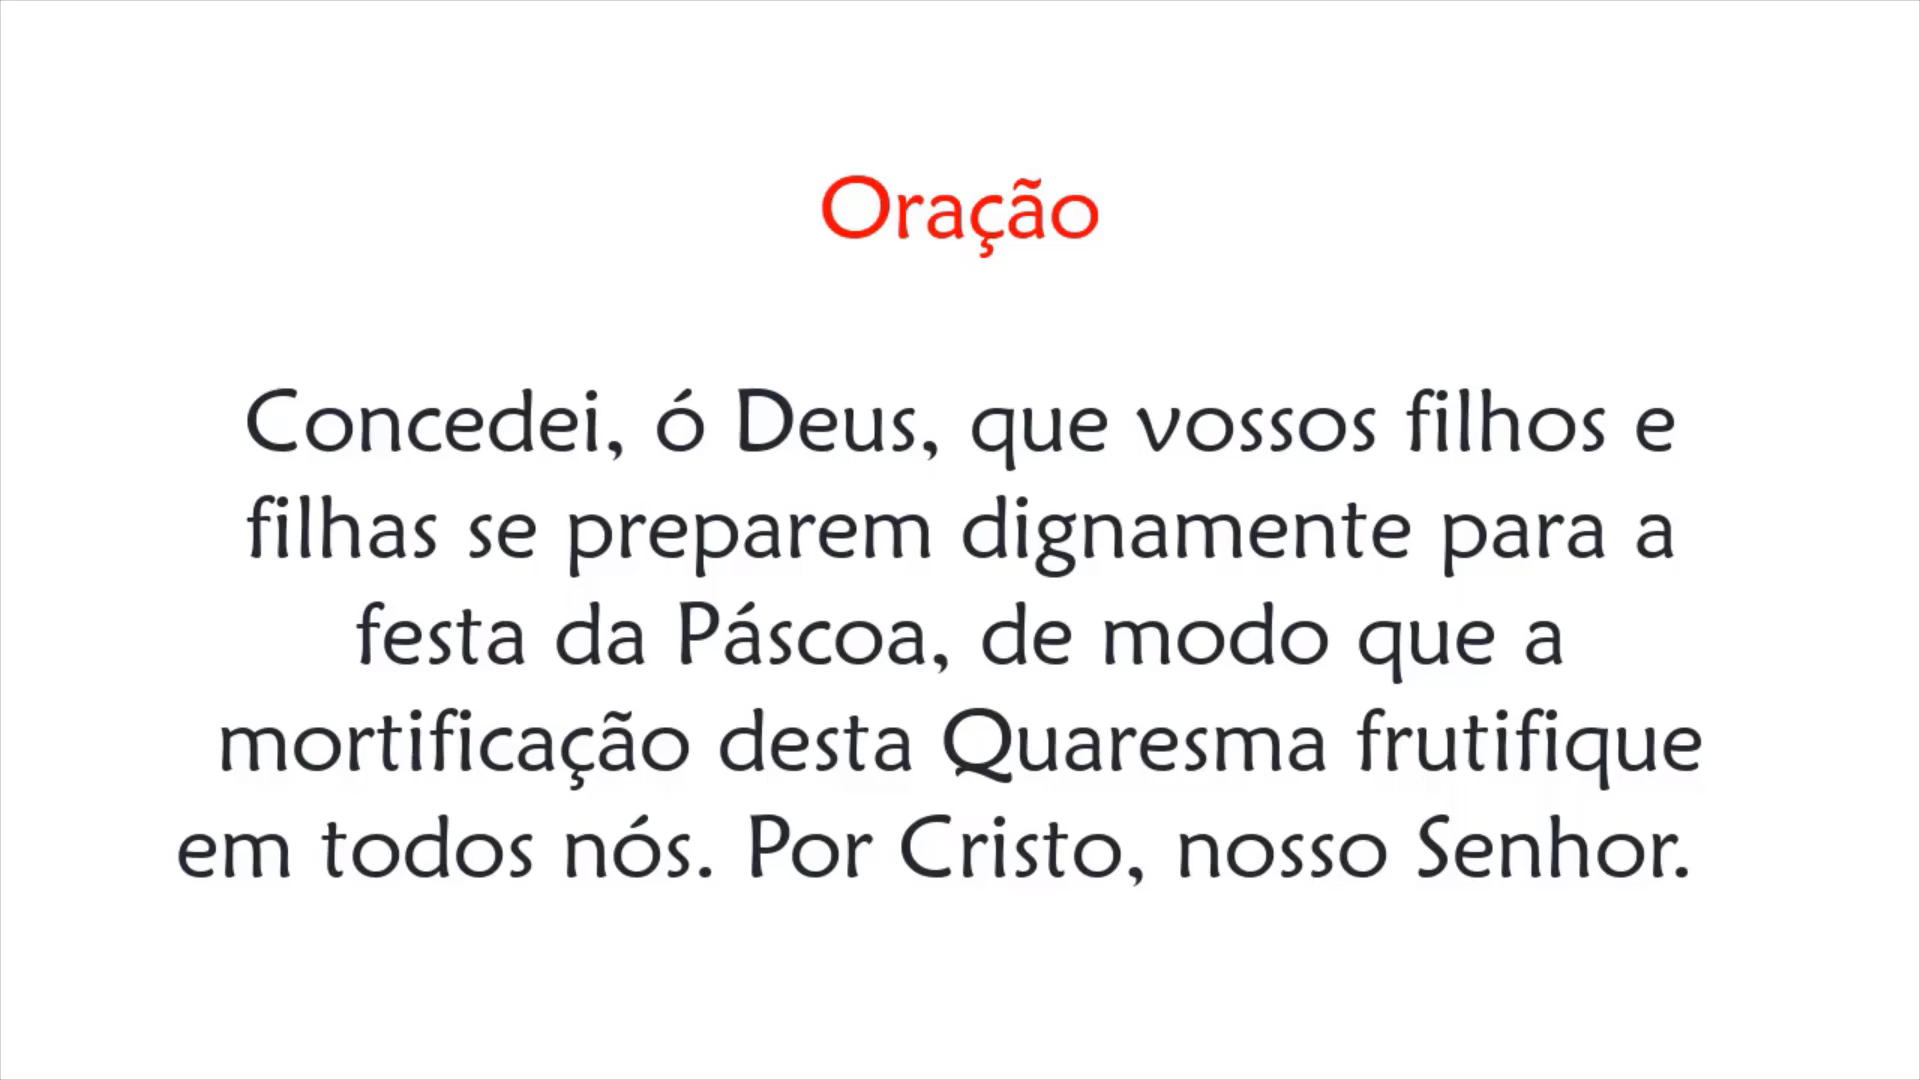 Oração
Concedei, ó Deus, que vossos filhos e
filhas se preparem dignamente para a
festa da Páscoa, de modo que a
mortificação desta Quaresma frutifique
em todos nós. Por Cristo, nosso Senhor.